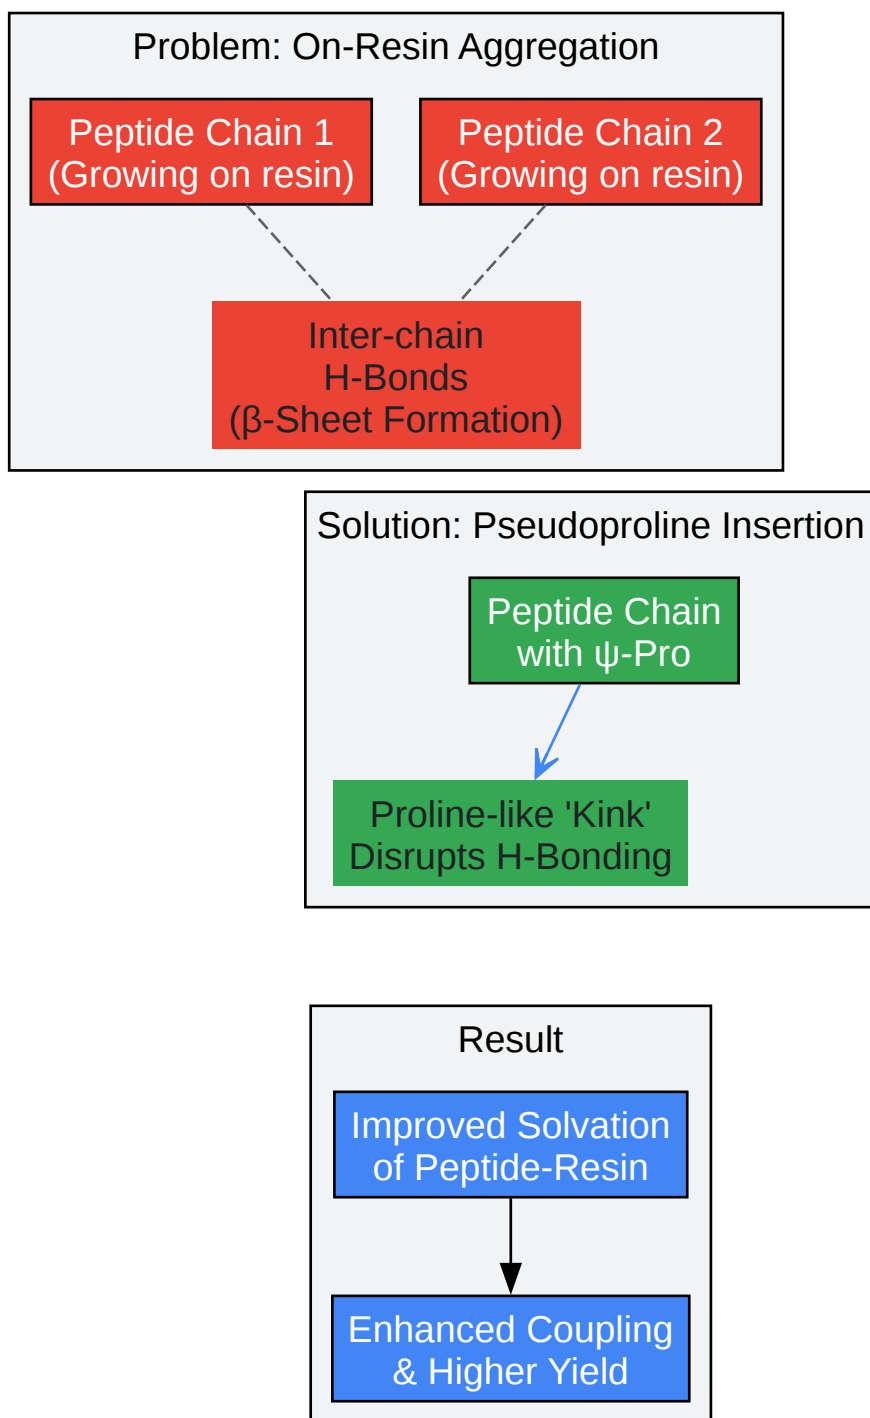 Problem: On-Resin Aggregation
Peptide Chain 1
(Growing on resin)
Peptide Chain 2
(Growing on resin)
Inter-chain
H-Bonds
(β-Sheet Formation)
Solution: Pseudoproline Insertion
Peptide Chain
with ψ-Pro
Proline-like 'Kink'
Disrupts H-Bonding
Result
Improved Solvation
of Peptide-Resin
Enhanced Coupling
& Higher Yield